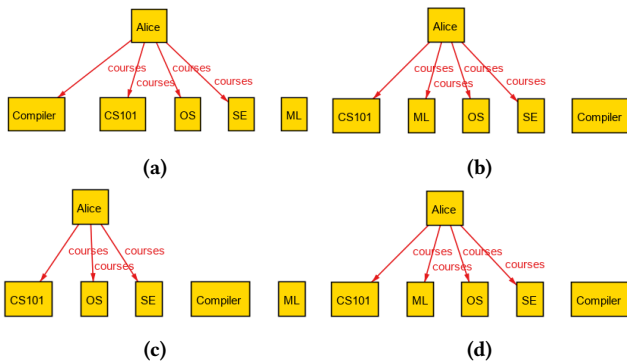 Alice
courses
courses
courses
courses
Compiler
CS101
OS
SE
ML
(a)
Alice
courses
courses
courses
courses
CS101
ML
OS
SE
Compiler
(b)
Alice
courses
courses
courses
CS101
OS
SE
Compiler
ML
(c)
Alice
courses
courses
courses
courses
CS101
ML
OS
SE
Compiler
(d)